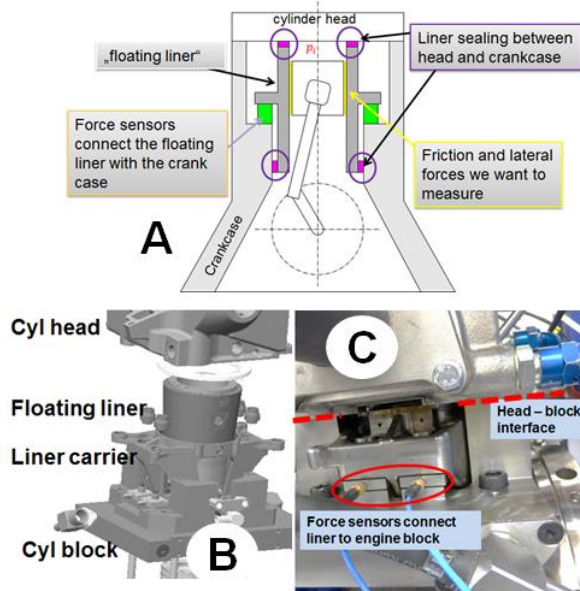 cylinder head
„floating liner“
pᵢ
Liner sealing between
head and crankcase
Force sensors
connect the floating
liner with the crank
case
Friction and lateral
forces we want to
measure
Crankcase
A
Cyl head
Floating liner
Liner carrier
Cyl block
B
C
Head – block
interface
Force sensors connect
liner to engine block